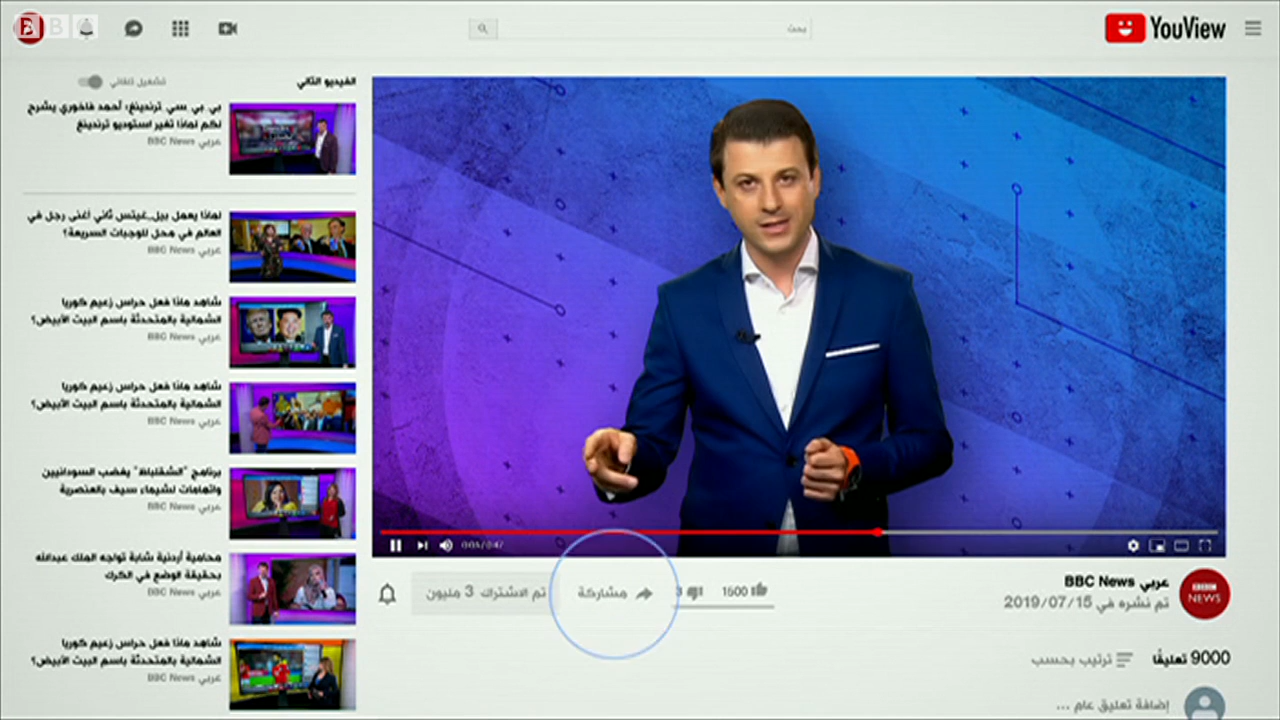 YouView
بحث
BBC
الفيديو التالي
تشغيل تلقائي
بي بي سي ترندينغ: أحمد فاخوري يشرح
لكم لماذا تغير استوديو ترندينغ
BBC News عربي
لماذا يعمل بيل غيتس ثاني أغنى رجل في
العالم في محل للوجبات السريعة؟
BBC News عربي
شاهد ماذا فعل حراس زعيم كوريا
الشمالية بالمتحدثة باسم البيت الأبيض؟
BBC News عربي
شاهد ماذا فعل حراس زعيم كوريا
الشمالية بالمتحدثة باسم البيت الأبيض؟
BBC News عربي
برنامج "الشقلباظ" يغضب السودانيين
واتهامات لشيماء سيف بالعنصرية
BBC News عربي
محامية أردنية شابة تواجه الملك عبدالله
بحقيقة الوضع في الكرك
BBC News عربي
شاهد ماذا فعل حراس زعيم كوريا
الشمالية بالمتحدثة باسم البيت الأبيض؟
BBC News عربي
BBC
NEWS
BBC News عربي
تم نشره في 2019/07/15
1500
3
مشاركة
تم الاشتراك 3 مليون
9000 تعليقًا
ترتيب بحسب
إضافة تعليق عام ...